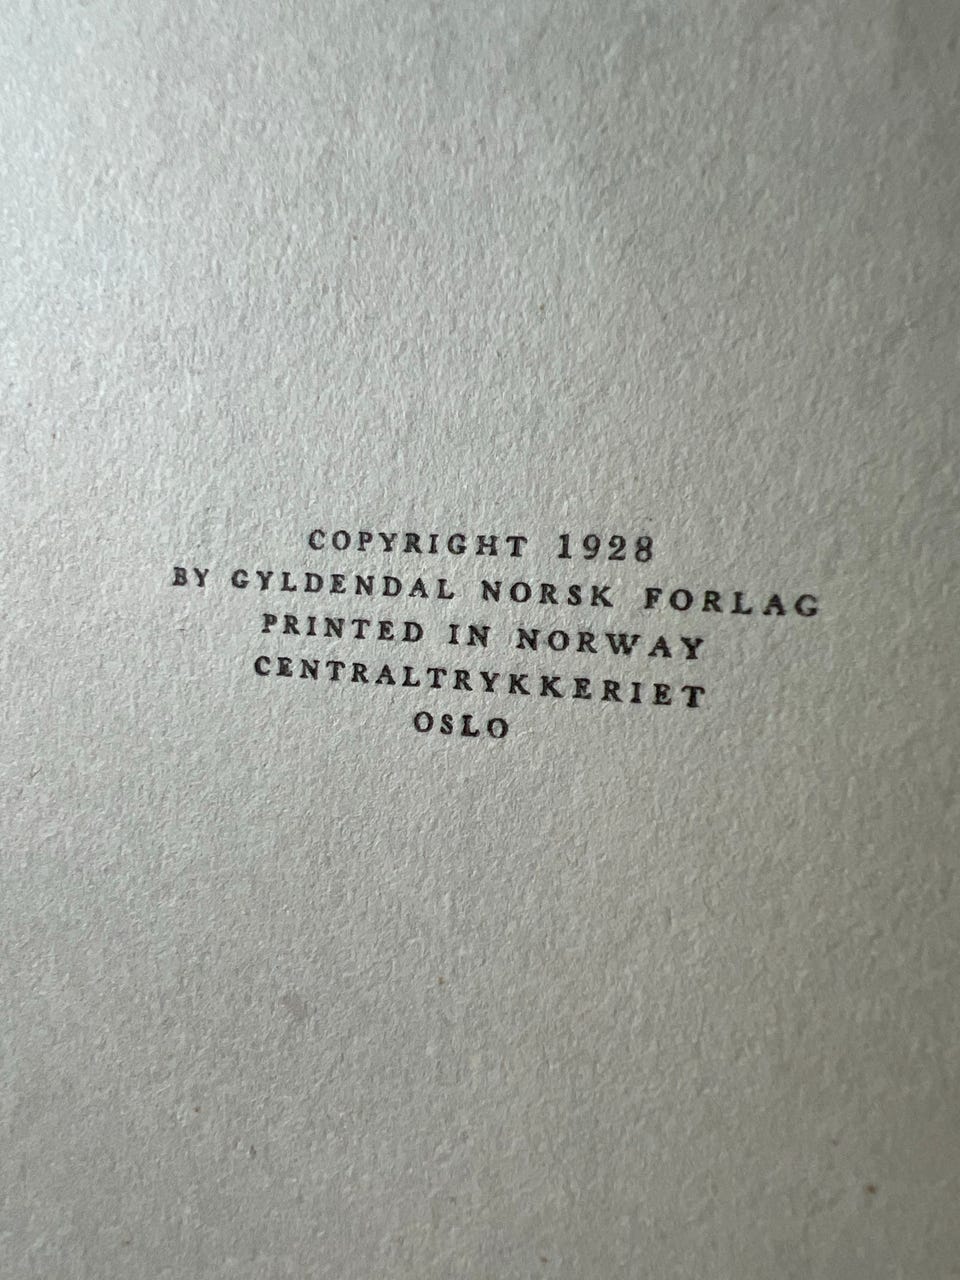 COPYRIGHT 1928
BY GYLDENDAL NORSK FORLAG
PRINTED IN NORWAY
CENTRALTRYKKERIET
OSLO